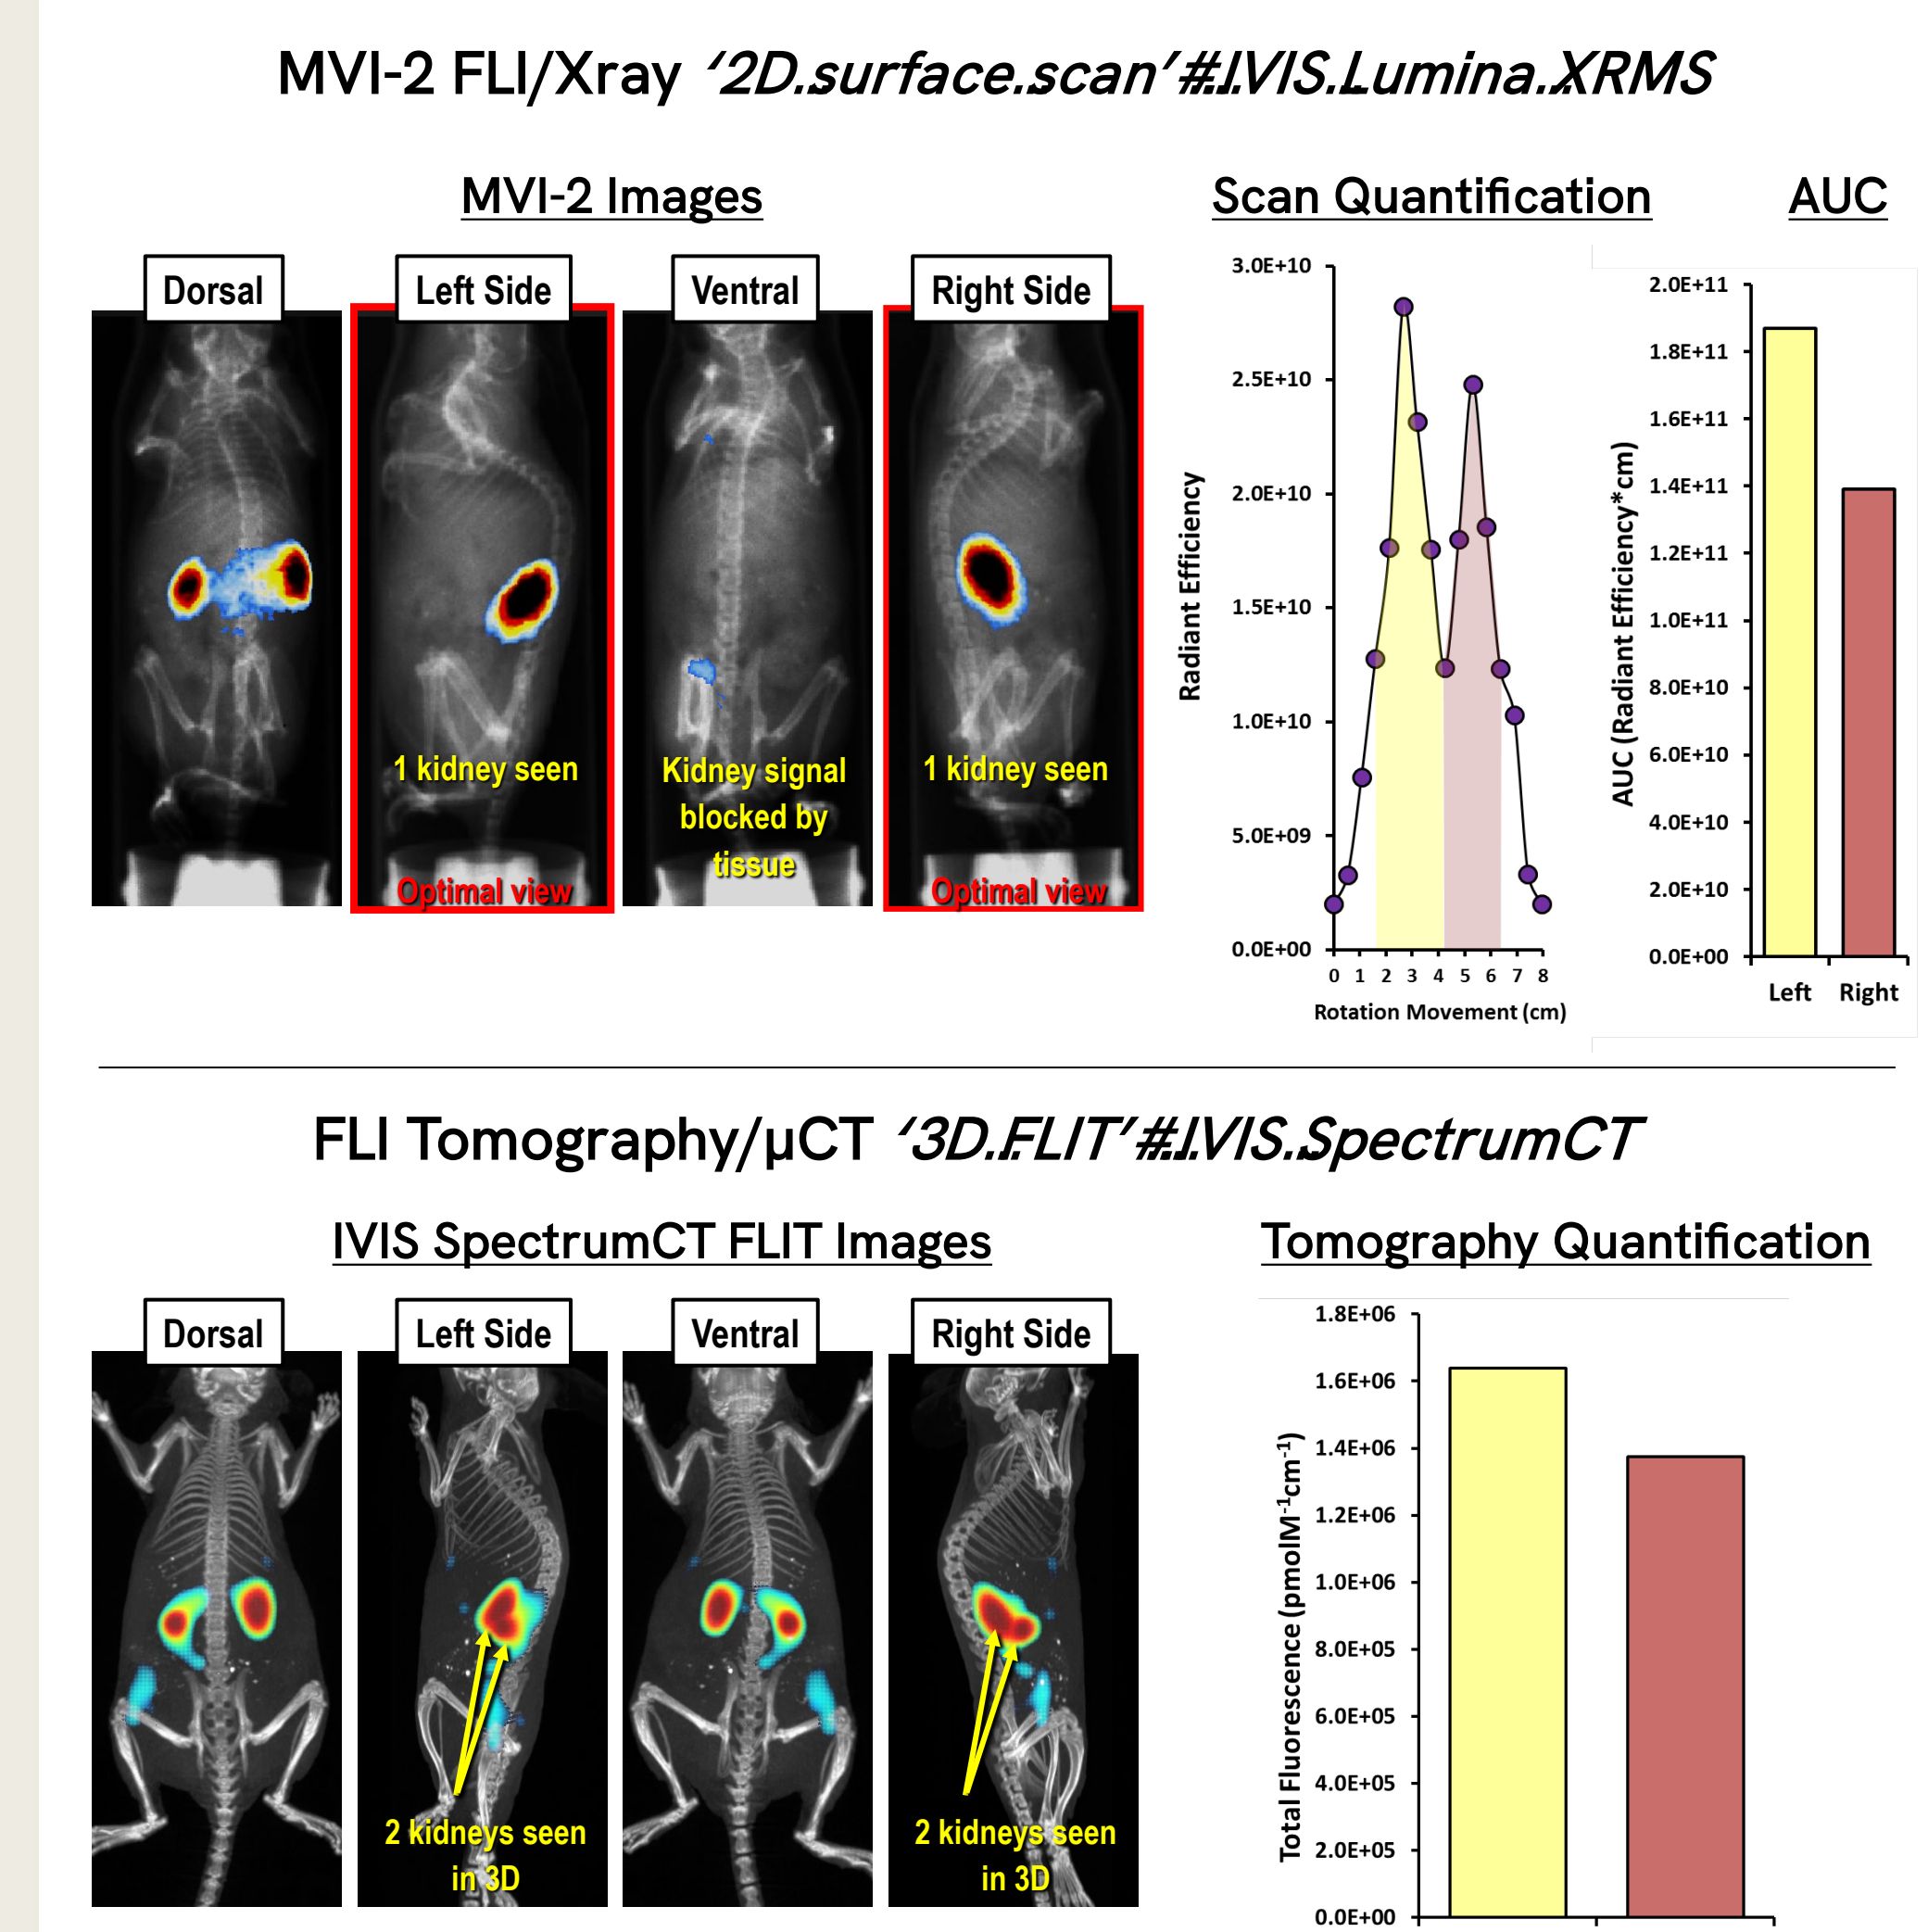 MVI-2 FLI/Xray ‘2D..surface..scan’#..IVIS..Lumina..XRMS
MVI-2 Images
Scan Quantification
AUC
Dorsal
Left Side
Ventral
Right Side
1 kidney seen
Optimal view
Kidney signal
blocked by
tissue
1 kidney seen
Optimal view
Radiant Efficiency
3.0E+10
2.5E+10
2.0E+10
1.5E+10
1.0E+10
5.0E+09
0.0E+00
0 1 2 3 4 5 6 7 8
Rotation Movement (cm)
AUC (Radiant Efficiency*cm)
2.0E+11
1.8E+11
1.6E+11
1.4E+11
1.2E+11
1.0E+11
8.0E+10
6.0E+10
4.0E+10
2.0E+10
0.0E+00
Left Right
FLI Tomography/µCT ‘3D..FLIT’#..IVIS..SpectrumCT
IVIS SpectrumCT FLIT Images
Tomography Quantification
Dorsal
Left Side
Ventral
Right Side
2 kidneys seen
in 3D
2 kidneys seen
in 3D
Total Fluorescence (pmolM-1cm-1)
1.8E+06
1.6E+06
1.4E+06
1.2E+06
1.0E+06
8.0E+05
6.0E+05
4.0E+05
2.0E+05
0.0E+00